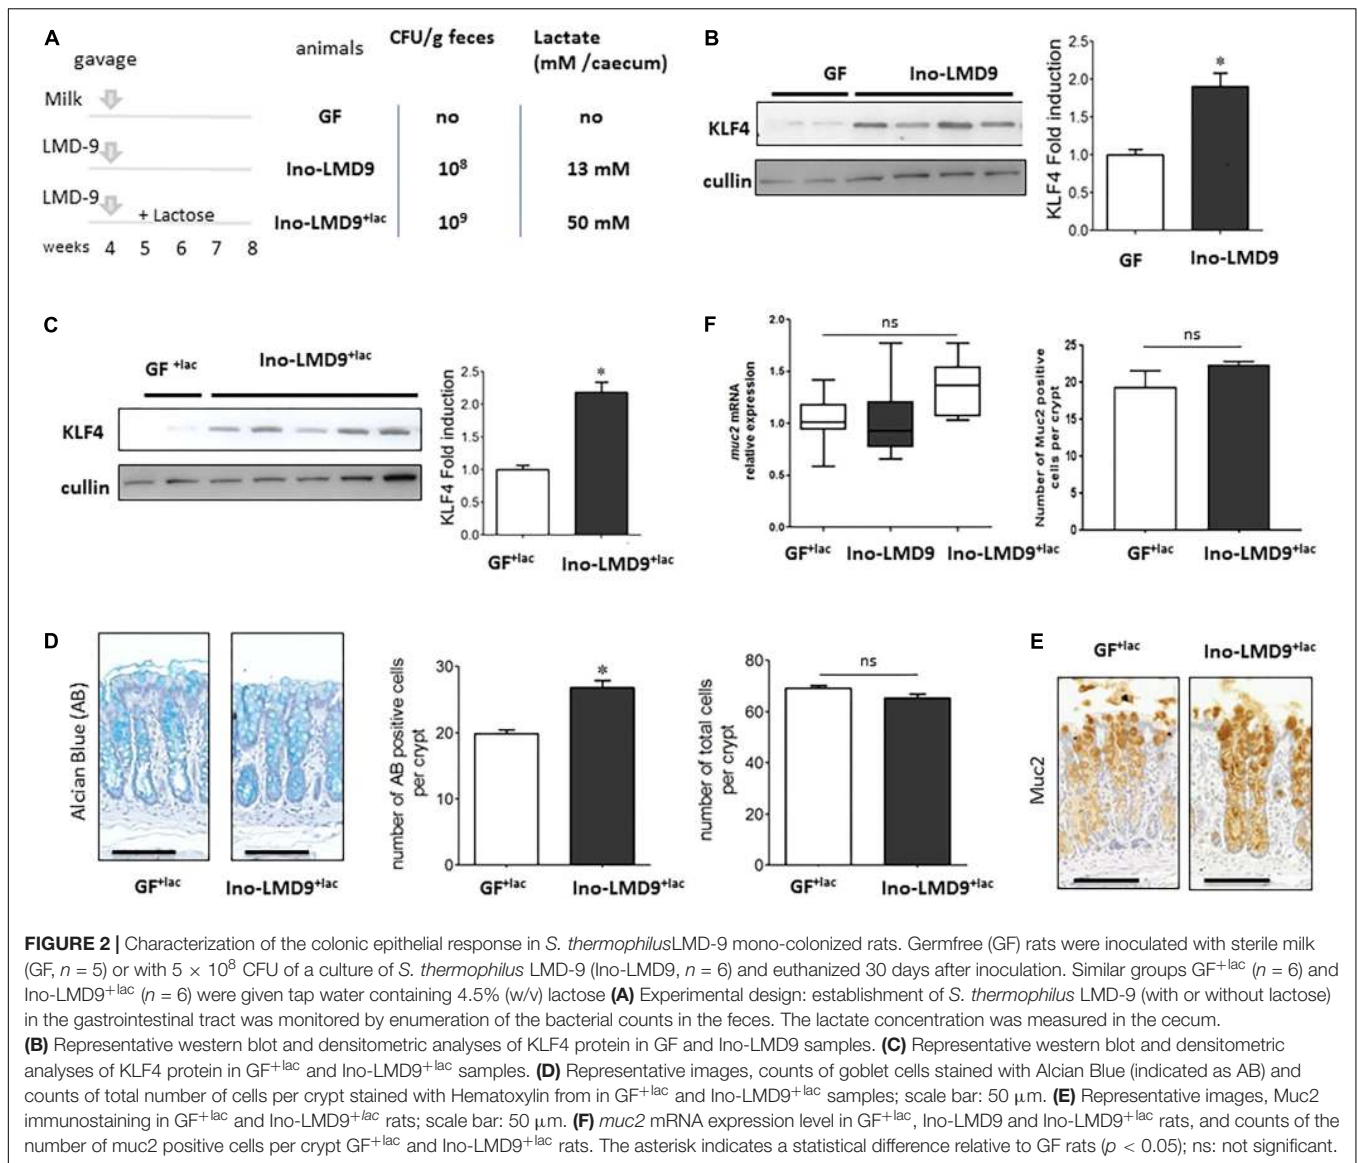 A
gavage
Milk
LMD-9
LMD-9
+ Lactose
weeks 4 5 6 7 8
animals CFU/g feces Lactate (mM /caecum)
GF no no
Ino-LMD9 10⁸ 13 mM
Ino-LMD9⁺ˡᵃᶜ 10⁹ 50 mM
B
GF Ino-LMD9
KLF4
cullin
KLF4 Fold induction
2.5
2.0
1.5
1.0
0.5
0.0
*
GF Ino-LMD9
C
GF ⁺ˡᵃᶜ Ino-LMD9⁺ˡᵃᶜ
KLF4
cullin
KLF4 Fold induction
2.5
2.0
1.5
1.0
0.5
0.0
*
GF⁺ˡᵃᶜ Ino-LMD9⁺ˡᵃᶜ
F
muc2 mRNA
relative expression
2.0
1.5
1.0
0.5
0.0
ns
GF⁺ˡᵃᶜ Ino-LMD9 Ino-LMD9⁺ˡᵃᶜ
Number of Muc2 positive
cells per crypt
25
20
15
10
5
0
ns
GF⁺ˡᵃᶜ Ino-LMD9⁺ˡᵃᶜ
D
Alcian Blue (AB)
GF⁺ˡᵃᶜ Ino-LMD9⁺ˡᵃᶜ
number of AB positive cells
per crypt
30
20
10
0
*
GF⁺ˡᵃᶜ Ino-LMD9⁺ˡᵃᶜ
number of total cells
per crypt
80
60
40
20
0
ns
GF⁺ˡᵃᶜ Ino-LMD9⁺ˡᵃᶜ
E
GF⁺ˡᵃᶜ Ino-LMD9⁺ˡᵃᶜ
Muc2
FIGURE 2 | Characterization of the colonic epithelial response in S. thermophilusLMD-9 mono-colonized rats. Germfree (GF) rats were inoculated with sterile milk
(GF, n = 5) or with 5 × 10⁸ CFU of a culture of S. thermophilus LMD-9 (Ino-LMD9, n = 6) and euthanized 30 days after inoculation. Similar groups GF⁺ˡᵃᶜ (n = 6) and
Ino-LMD9⁺ˡᵃᶜ (n = 6) were given tap water containing 4.5% (w/v) lactose (A) Experimental design: establishment of S. thermophilus LMD-9 (with or without lactose)
in the gastrointestinal tract was monitored by enumeration of the bacterial counts in the feces. The lactate concentration was measured in the cecum.
(B) Representative western blot and densitometric analyses of KLF4 protein in GF and Ino-LMD9 samples. (C) Representative western blot and densitometric
analyses of KLF4 protein in GF⁺ˡᵃᶜ and Ino-LMD9⁺ˡᵃᶜ samples. (D) Representative images, counts of goblet cells stained with Alcian Blue (indicated as AB) and
counts of total number of cells per crypt stained with Hematoxylin from in GF⁺ˡᵃᶜ and Ino-LMD9⁺ˡᵃᶜ samples; scale bar: 50 μm. (E) Representative images, Muc2
immunostaining in GF⁺ˡᵃᶜ and Ino-LMD9⁺ˡᵃᶜ rats; scale bar: 50 μm. (F) muc2 mRNA expression level in GF⁺ˡᵃᶜ, Ino-LMD9 and Ino-LMD9⁺ˡᵃᶜ rats, and counts of the
number of muc2 positive cells per crypt GF⁺ˡᵃᶜ and Ino-LMD9⁺ˡᵃᶜ rats. The asterisk indicates a statistical difference relative to GF rats (p < 0.05); ns: not significant.